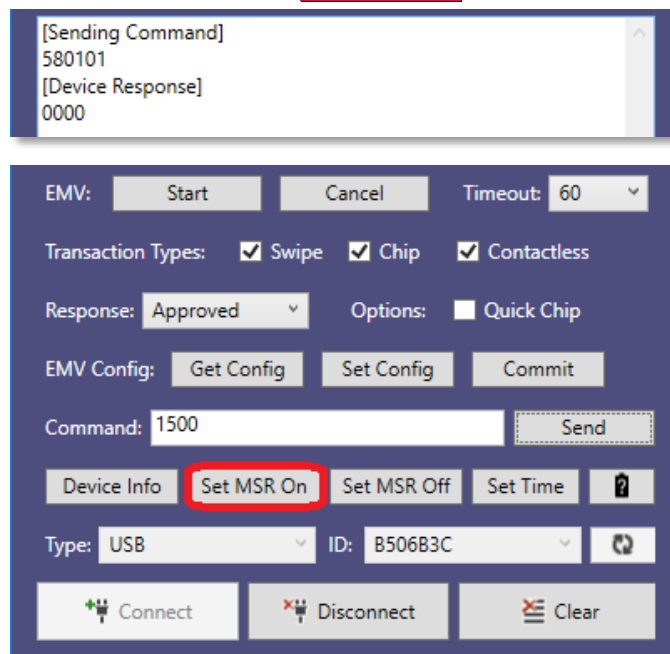 [Sending Command]
580101
[Device Response]
0000
EMV: Start Cancel Timeout: 60
Transaction Types: Swipe Chip Contactless
Response: Approved Options: Quick Chip
EMV Config: Get Config Set Config Commit
Command: 1500 Send
Device Info Set MSR On Set MSR Off Set Time ?
Type: USB ID: B506B3C
Connect Disconnect Clear